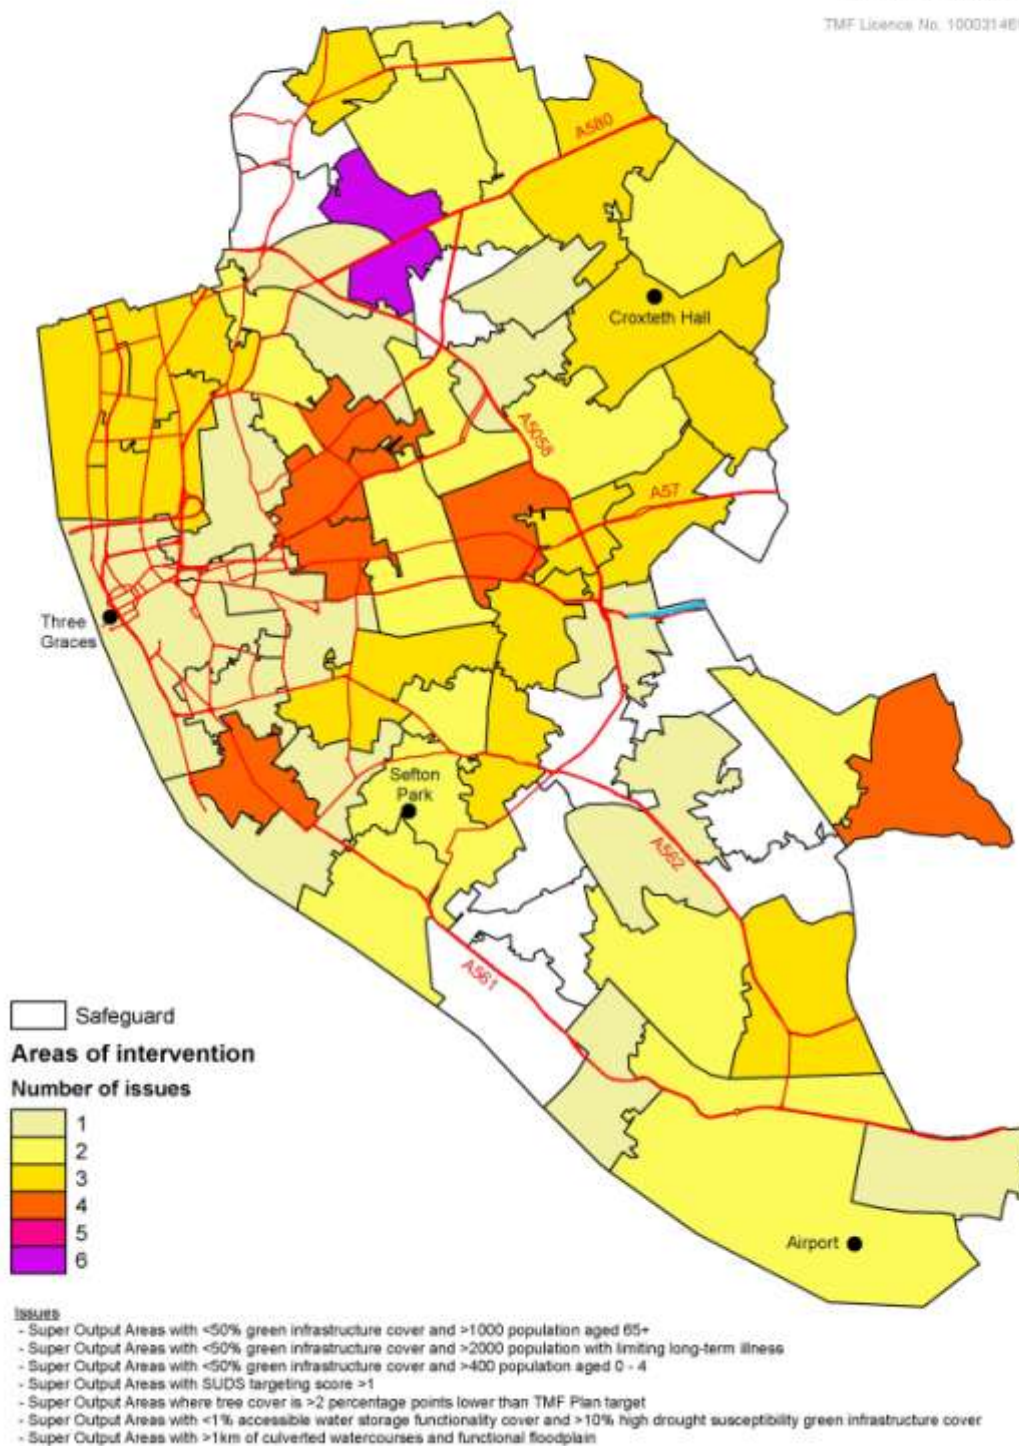 TMF Licence No. 100031461
A580
Croxteth Hall
A5058
A57
Three
Graces
Sefton
Park
A562
A561
Safeguard
Areas of intervention
Number of issues
1
2
3
4
5
6
Airport
Issues
- Super Output Areas with <50% green infrastructure cover and >1000 population aged 65+
- Super Output Areas with <50% green infrastructure cover and >2000 population with limiting long-term illness
- Super Output Areas with <50% green infrastructure cover and >400 population aged 0 - 4
- Super Output Areas with SUDS targeting score >1
- Super Output Areas where tree cover is >2 percentage points lower than TMF Plan target
- Super Output Areas with <1% accessible water storage functionality cover and >10% high drought susceptibility green infrastructure cover
- Super Output Areas with >1km of culverted watercourses and functional floodplain